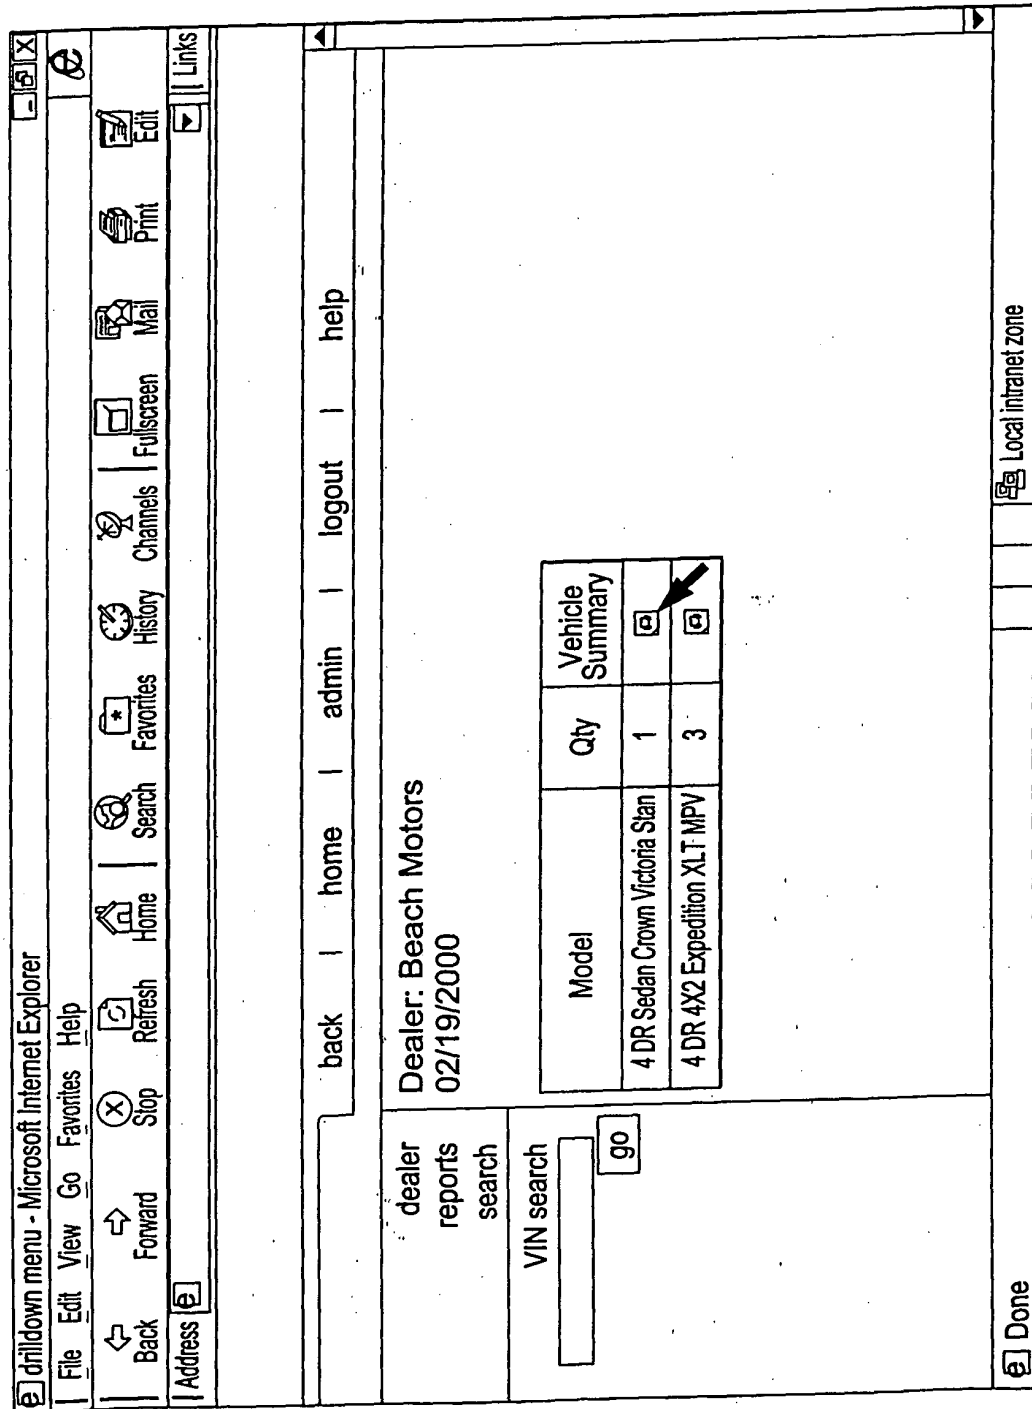 drilldown menu - Microsoft Internet Explorer
File Edit View Go Favorites Help
Back Forward Stop Refresh Home Search Favorites History Channels Fullscreen Mail Print Edit
Address Links
back | home | admin | logout | help
dealer
reports
search
VIN search
go
Dealer: Beach Motors
02/19/2000
Model Qty Vehicle Summary
4 DR Sedan Crown Victoria Stan 1
4 DR 4X2 Expedition XLT MPV 3
Done Local intranet zone